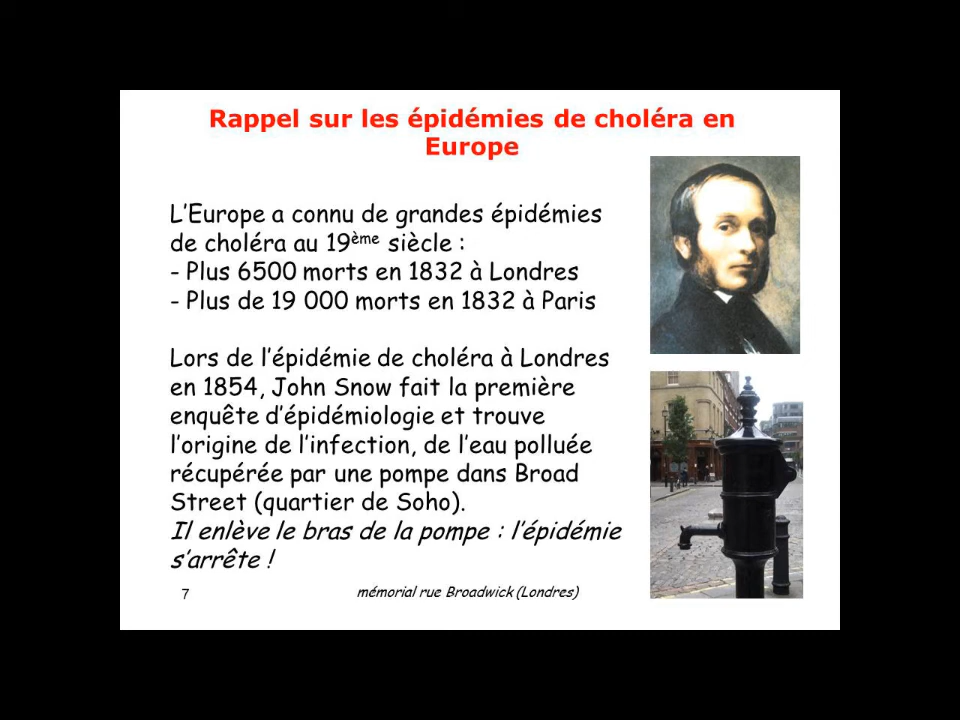 Rappel sur les épidémies de choléra en
Europe
L'Europe a connu de grandes épidémies
de choléra au 19ème siècle :
- Plus 6500 morts en 1832 à Londres
- Plus de 19 000 morts en 1832 à Paris
Lors de l'épidémie de choléra à Londres
en 1854, John Snow fait la première
enquête d'épidémiologie et trouve
l'origine de l'infection, de l'eau polluée
récupérée par une pompe dans Broad
Street (quartier de Soho).
Il enlève le bras de la pompe : l'épidémie
s'arrête !
7
mémorial rue Broadwick (Londres)